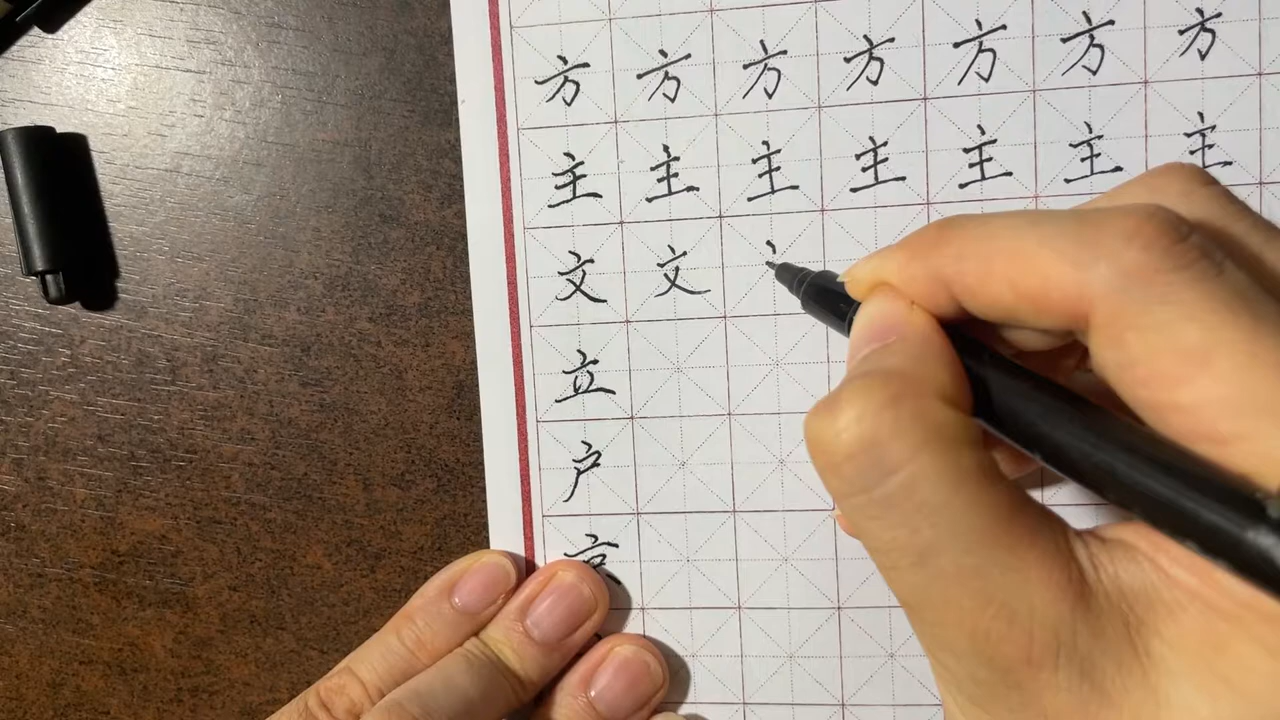 方 方 方 方 方 方 方
主 主 主 主 主 主 主
文 文
立
户